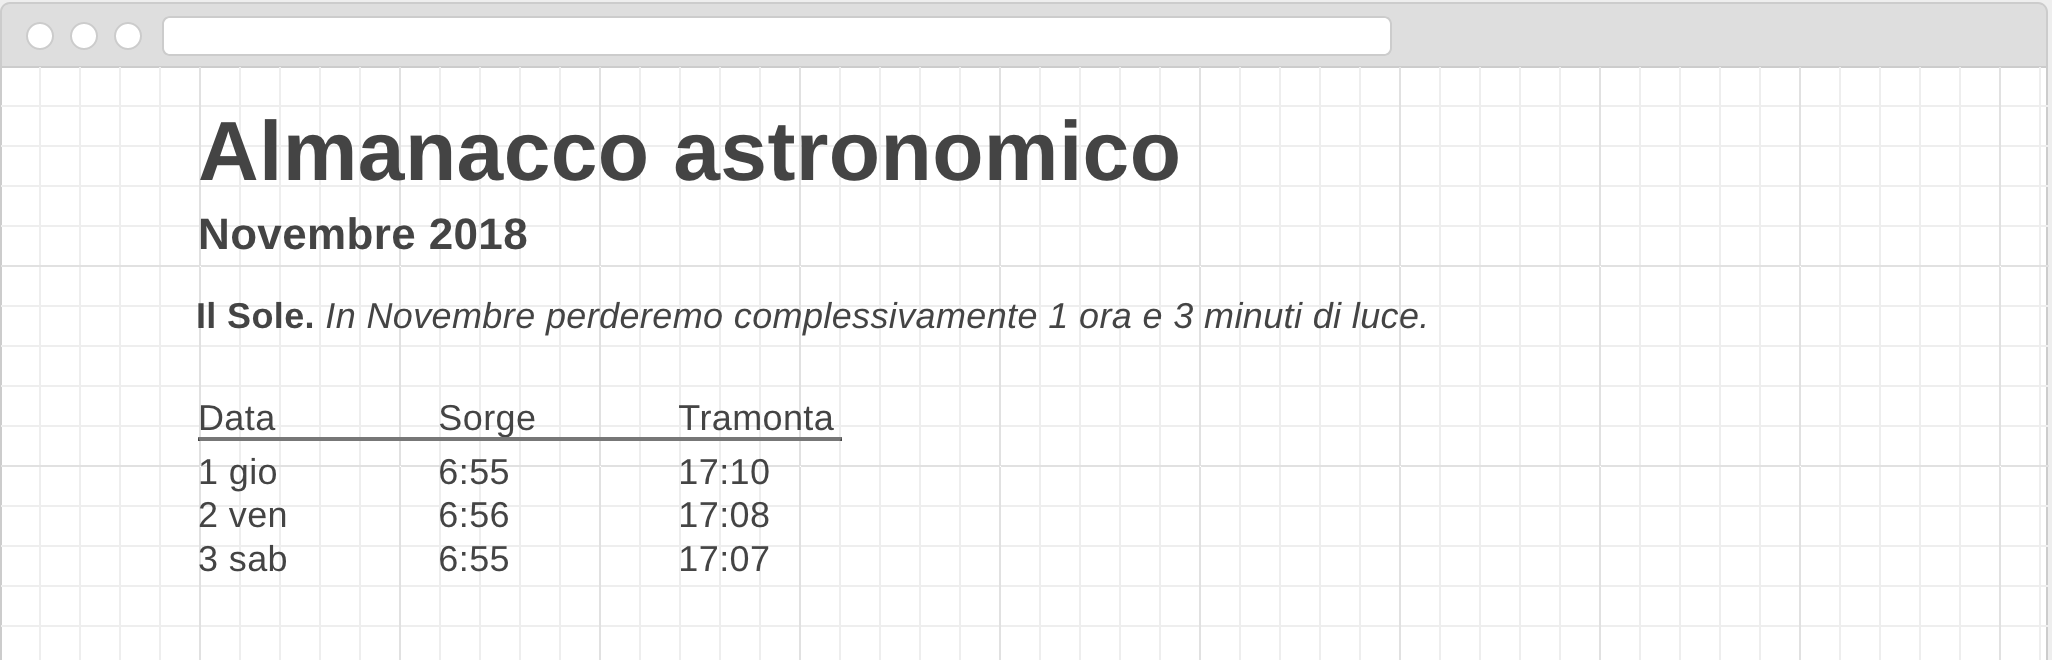 Almanacco astronomico
Novembre 2018
Il Sole. In Novembre perderemo complessivamente 1 ora e 3 minuti di luce.
Data Sorge Tramonta
1 gio 6:55 17:10
2 ven 6:56 17:08
3 sab 6:55 17:07